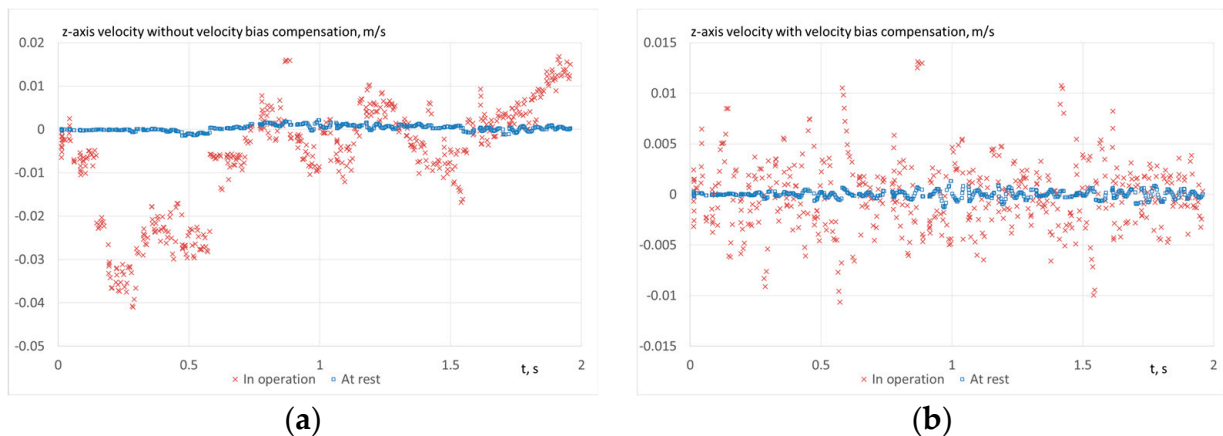 z-axis velocity without velocity bias compensation, m/s
0.02
0.01
0
-0.01
-0.02
-0.03
-0.04
-0.05
0 0.5 1 1.5 2
t, s
In operation At rest
(a)
z-axis velocity with velocity bias compensation, m/s
0.015
0.01
0.005
0
-0.005
-0.01
-0.015
0 0.5 1 1.5 2
t, s
In operation At rest
(b)